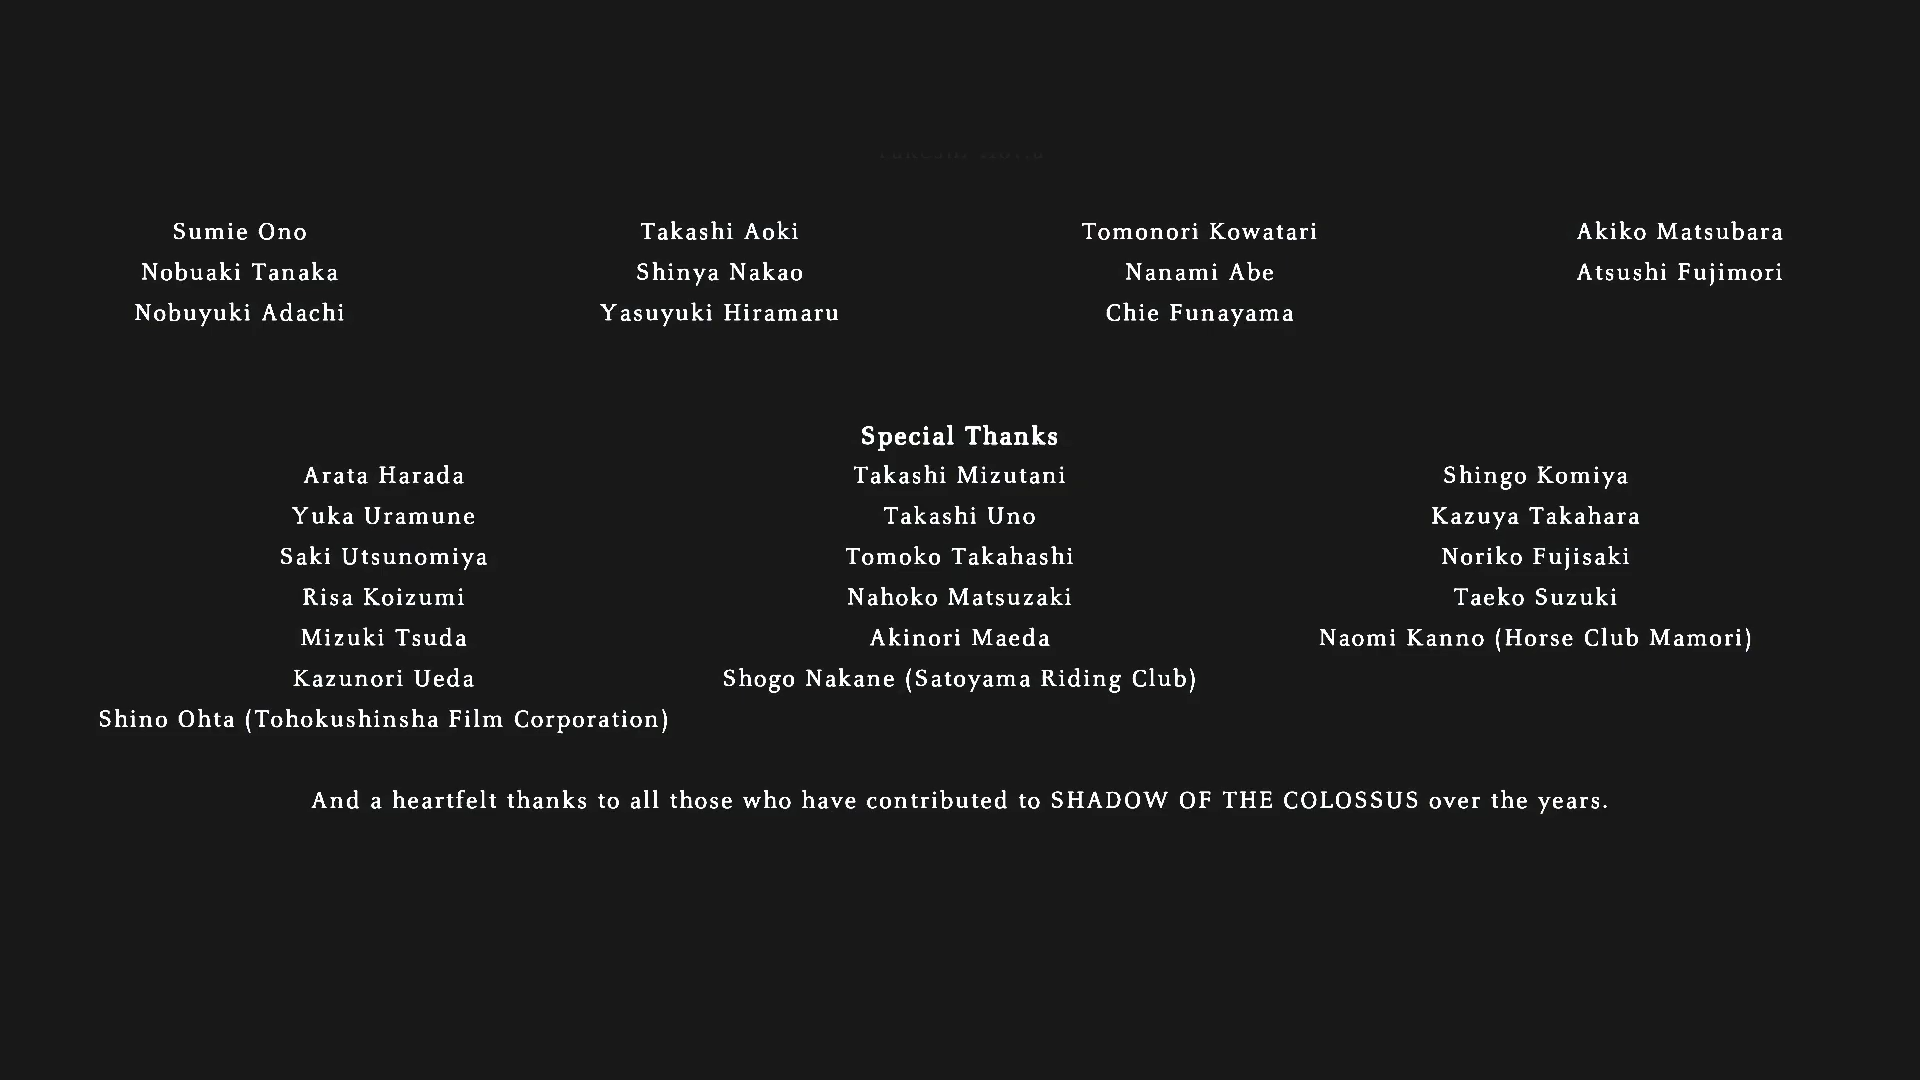 Sumie Ono Takashi Aoki Tomonori Kowatari Akiko Matsubara
Nobuaki Tanaka Shinya Nakao Nanami Abe Atsushi Fujimori
Nobuyuki Adachi Yasuyuki Hiramaru Chie Funayama
Special Thanks
Arata Harada Takashi Mizutani Shingo Komiya
Yuka Uramune Takashi Uno Kazuya Takahara
Saki Utsunomiya Tomoko Takahashi Noriko Fujisaki
Risa Koizumi Nahoko Matsuzaki Taeko Suzuki
Mizuki Tsuda Akinori Maeda Naomi Kanno (Horse Club Mamori)
Kazunori Ueda Shogo Nakane (Satoyama Riding Club)
Shino Ohta (Tohokushinsha Film Corporation)
And a heartfelt thanks to all those who have contributed to SHADOW OF THE COLOSSUS over the years.